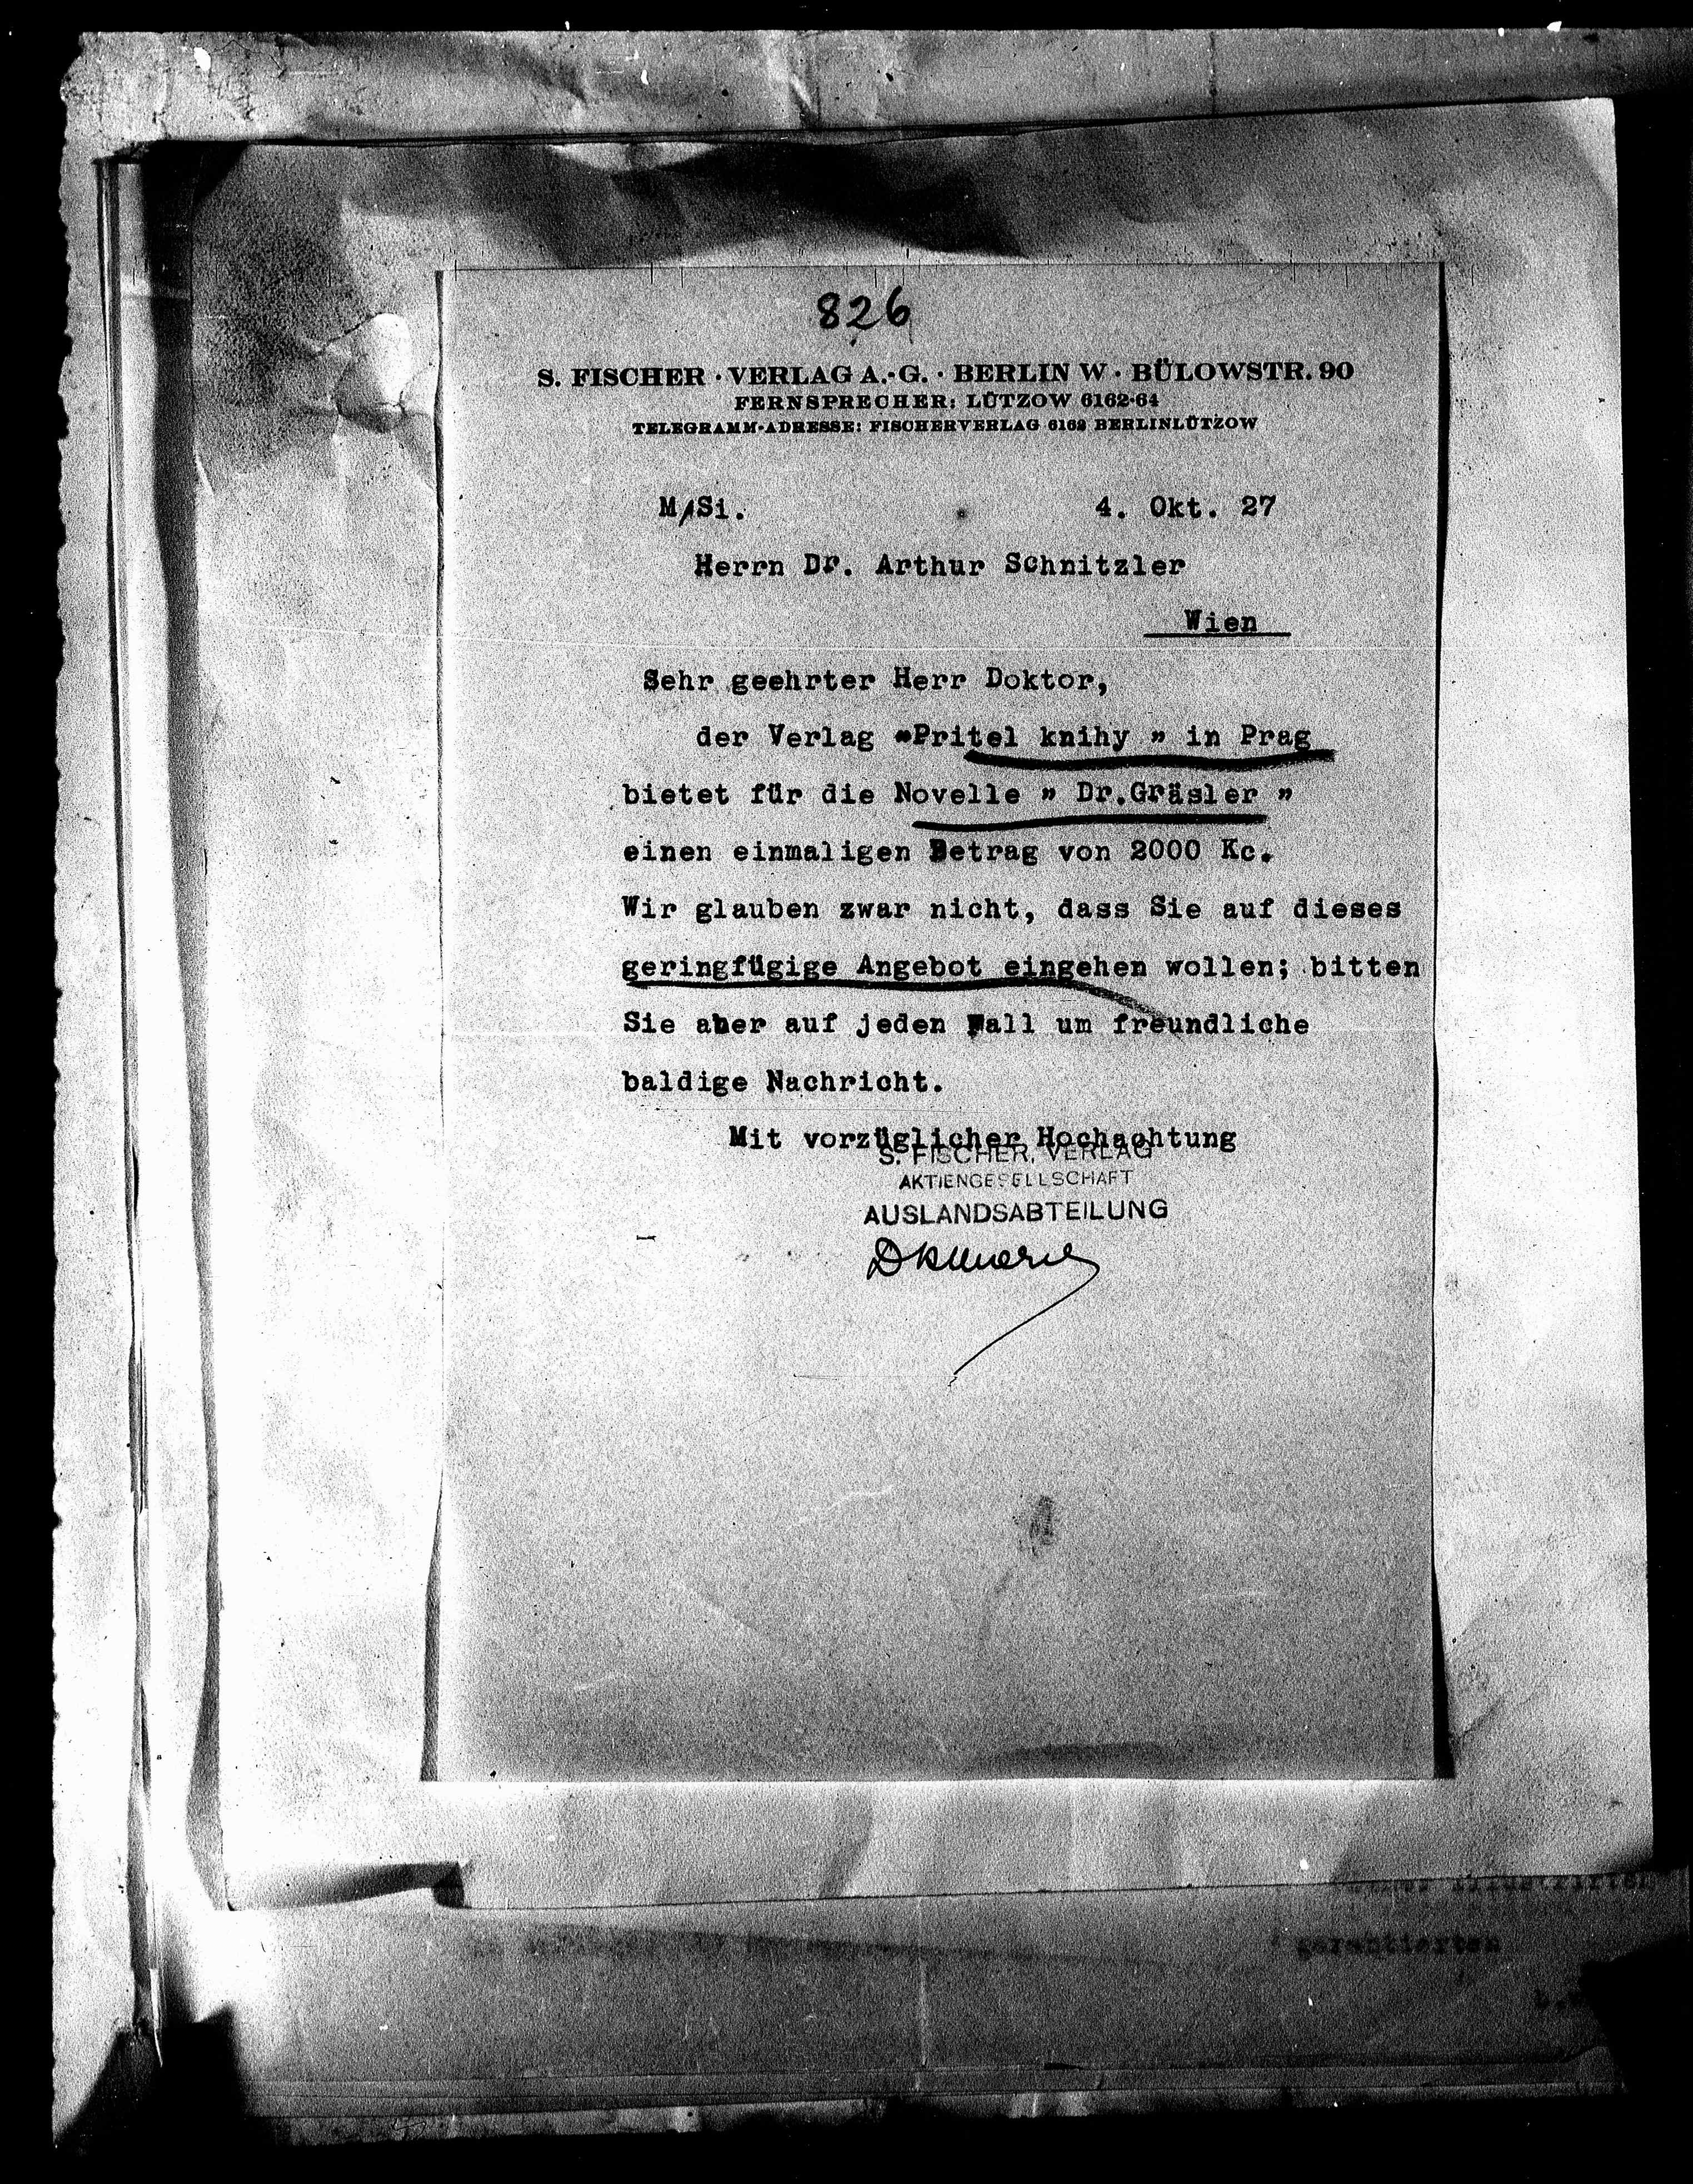 826
S. FISCHER · VERLAG A.-G. · BERLIN W · BÜLOWSTR. 90
FERNSPRECHER: LÜTZOW 6162-64
TELEGRAMM-ADRESSE: FISCHERVERLAG 6162 BERLINLÜTZOW
M/Si. 4. Okt. 27
Herrn Dr. Arthur Schnitzler
Wien
Sehr geehrter Herr Doktor,
der Verlag "Pritel knihy " in Prag
bietet für die Novelle " Dr.Gräsler "
einen einmaligen Betrag von 2000 Kc.
Wir glauben zwar nicht, dass Sie auf dieses
geringfügige Angebot eingehen wollen; bitten
Sie aber auf jeden Fall um freundliche
baldige Nachricht.
Mit vorzüglicher Hochachtung
S. FISCHER, VERLAG
AKTIENGESELLSCHAFT
AUSLANDSABTEILUNG
garantierten